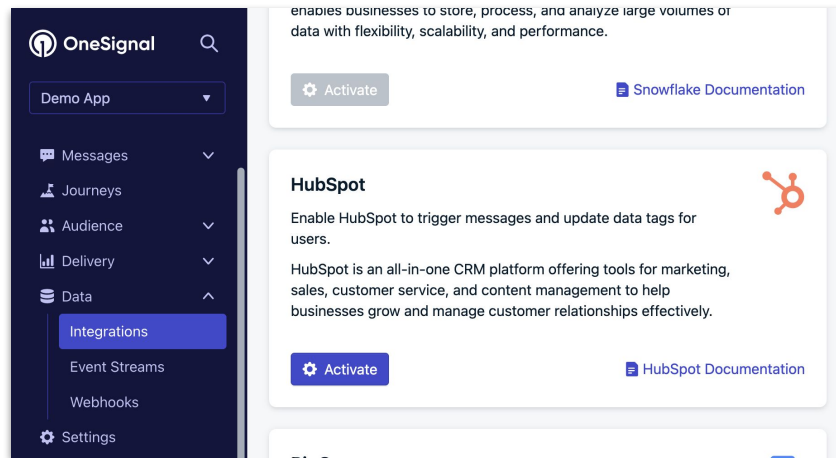 OneSignal
Demo App
Messages
Journeys
Audience
Delivery
Data
Integrations
Event Streams
Webhooks
Settings
enables businesses to store, process, and analyze large volumes of
data with flexibility, scalability, and performance.
Activate
Snowflake Documentation
HubSpot
Enable HubSpot to trigger messages and update data tags for
users.
HubSpot is an all-in-one CRM platform offering tools for marketing,
sales, customer service, and content management to help
businesses grow and manage customer relationships effectively.
Activate
HubSpot Documentation